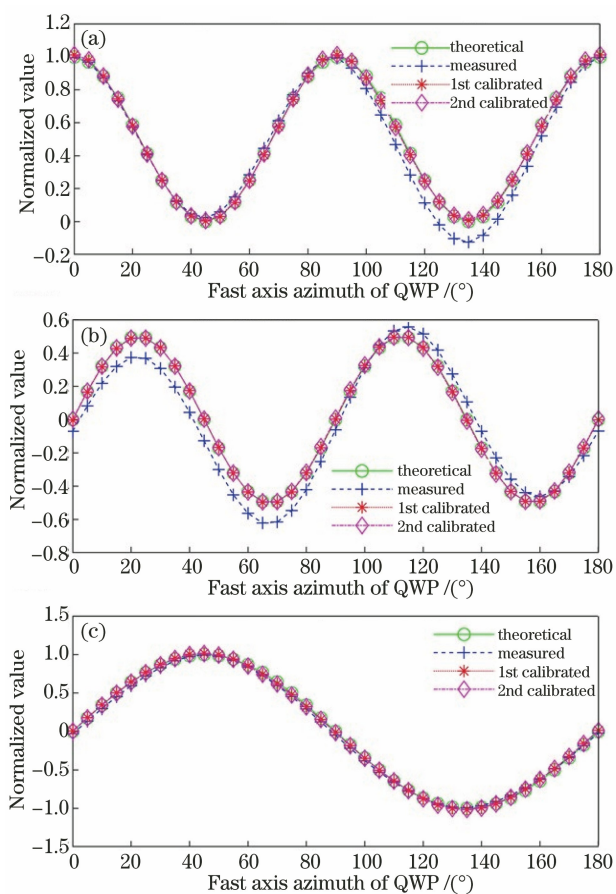 (a)
1.2
1.0
0.8
0.6
0.4
0.2
0
−0.2
Normalized value
theoretical
measured
1st calibrated
2nd calibrated
0 20 40 60 80 100 120 140 160 180
Fast axis azimuth of QWP /(°)
(b)
0.6
0.4
0.2
0
−0.2
−0.4
−0.6
−0.8
Normalized value
theoretical
measured
1st calibrated
2nd calibrated
0 20 40 60 80 100 120 140 160 180
Fast axis azimuth of QWP /(°)
(c)
1.5
1.0
0.5
0
−0.5
−1.0
−1.5
Normalized value
theoretical
measured
1st calibrated
2nd calibrated
0 20 40 60 80 100 120 140 160 180
Fast axis azimuth of QWP /(°)